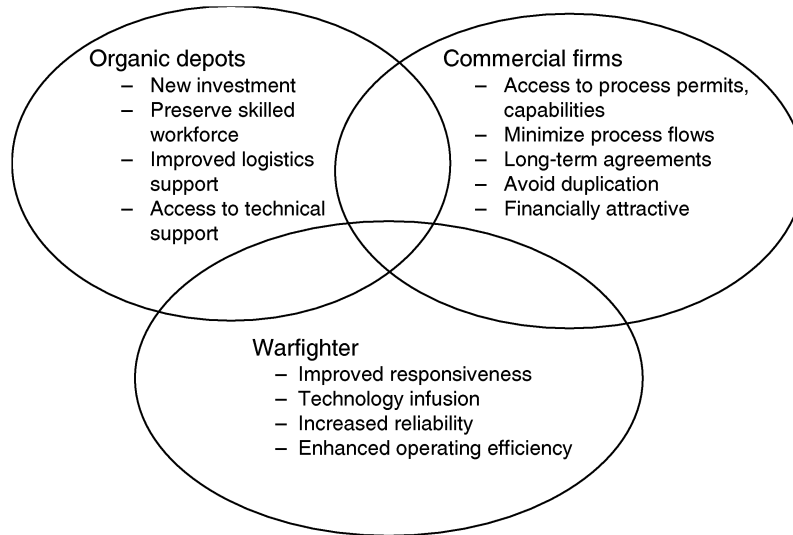 Organic depots
– New investment
– Preserve skilled
workforce
– Improved logistics
support
– Access to technical
support
Commercial firms
– Access to process permits,
capabilities
– Minimize process flows
– Long-term agreements
– Avoid duplication
– Financially attractive
Warfighter
– Improved responsiveness
– Technology infusion
– Increased reliability
– Enhanced operating efficiency